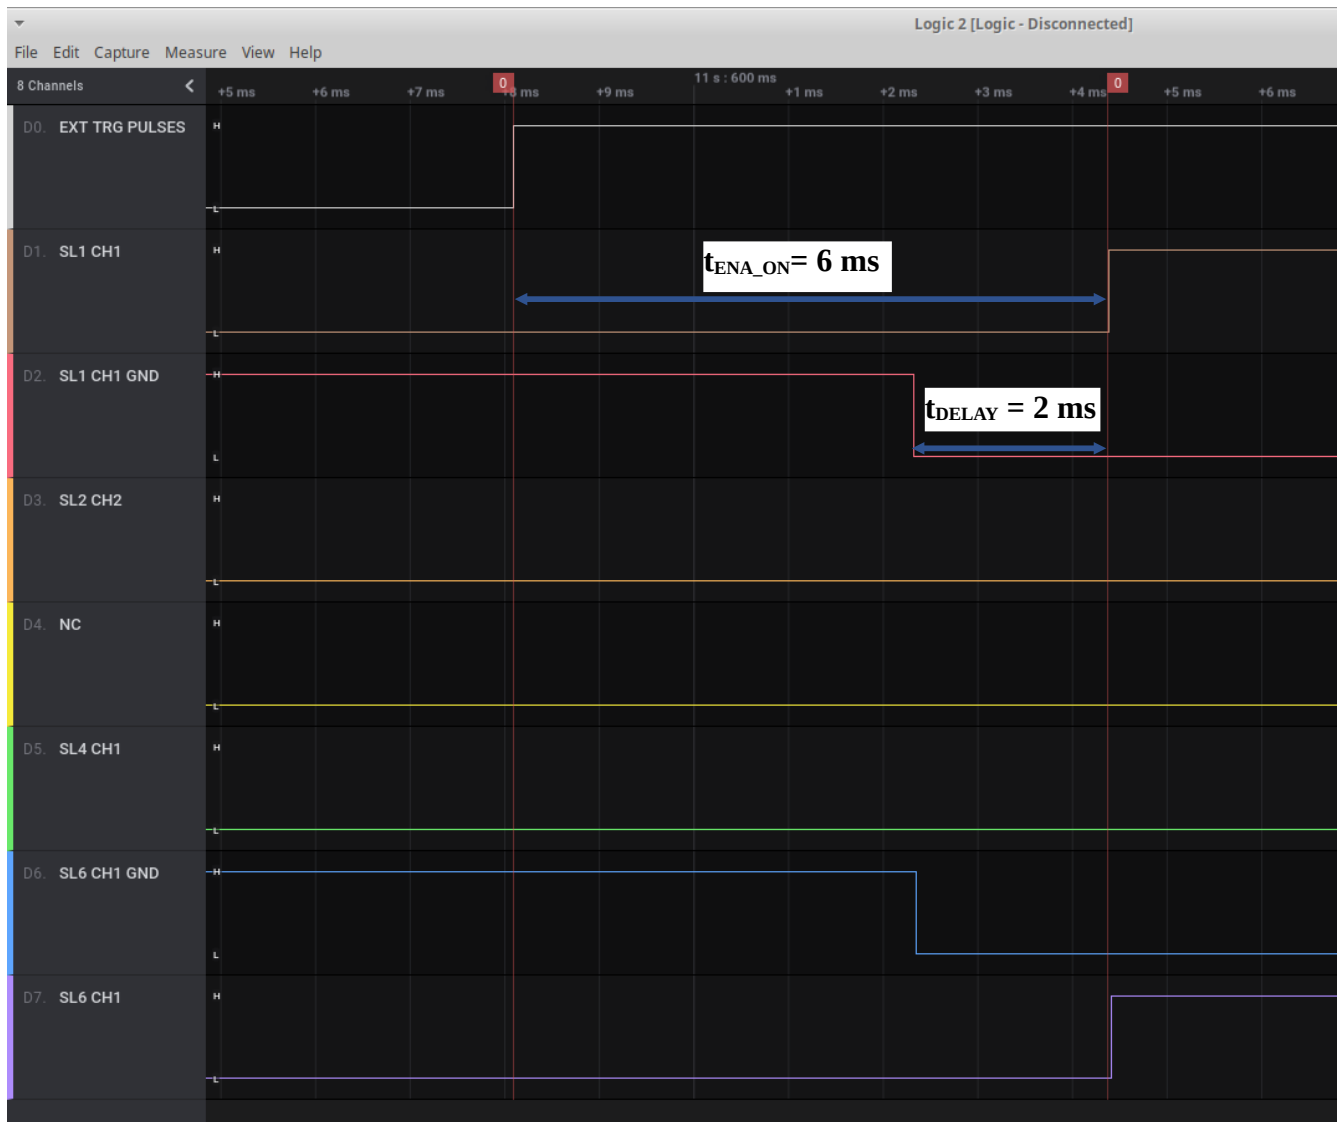 Logic 2 [Logic - Disconnected]
File Edit Capture Measure View Help
8 Channels
11 s : 600 ms
0 0
+5 ms +6 ms +7 ms +8 ms +9 ms +1 ms +2 ms +3 ms +4 ms +5 ms +6 ms
D0. EXT TRG PULSES H
L
D1. SL1 CH1 H
tENA_ON= 6 ms
L
D2. SL1 CH1 GND H
tDELAY = 2 ms
L
D3. SL2 CH2 H
L
D4. NC H
L
D5. SL4 CH1 H
L
D6. SL6 CH1 GND H
L
D7. SL6 CH1 H
L